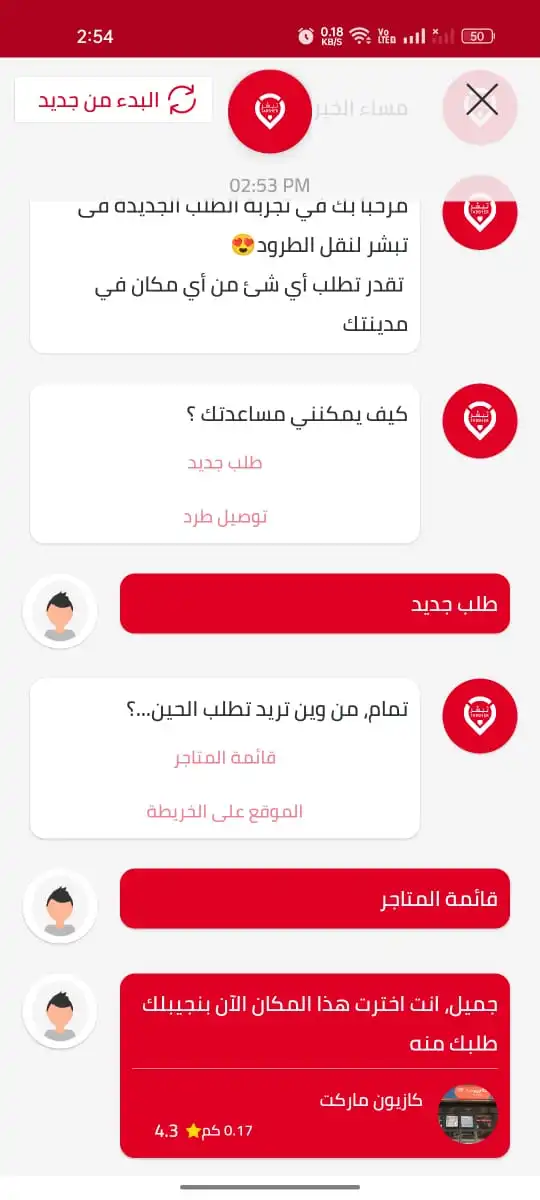 2:54
0.18
KB/S
Vo
LTE
50
البدء من جديد
مساء الخير
02:53 PM
مرحبا بك في تجربة الطلب الجديدة في
تبشر لنقل الطرود😍
تقدر تطلب أي شئ من أي مكان في
مدينتك
كيف يمكنني مساعدتك ؟
طلب جديد
توصيل طرد
طلب جديد
تمام, من وين تريد تطلب الحين...؟
قائمة المتاجر
الموقع على الخريطة
قائمة المتاجر
جميل, انت اخترت هذا المكان الآن بنجيبلك
طلبك منه
كازيون ماركت
0.17 كم⭐ 4.3